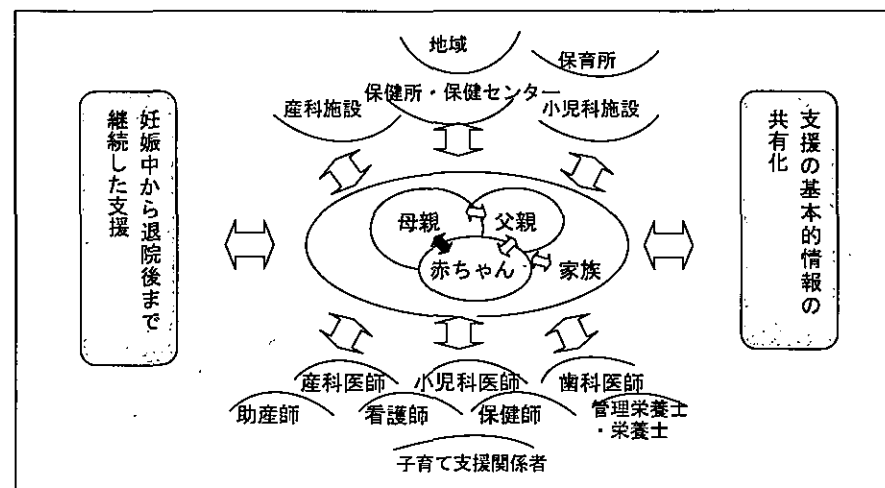 地域
保育所
保健所・保健センター
産科施設
小児科施設
妊娠中から退院後まで
継続した支援
支援の基本的情報の
共有化
母親
父親
赤ちゃん
家族
産科医師
小児科医師
歯科医師
助産師
看護師
保健師
管理栄養士
・栄養士
子育て支援関係者